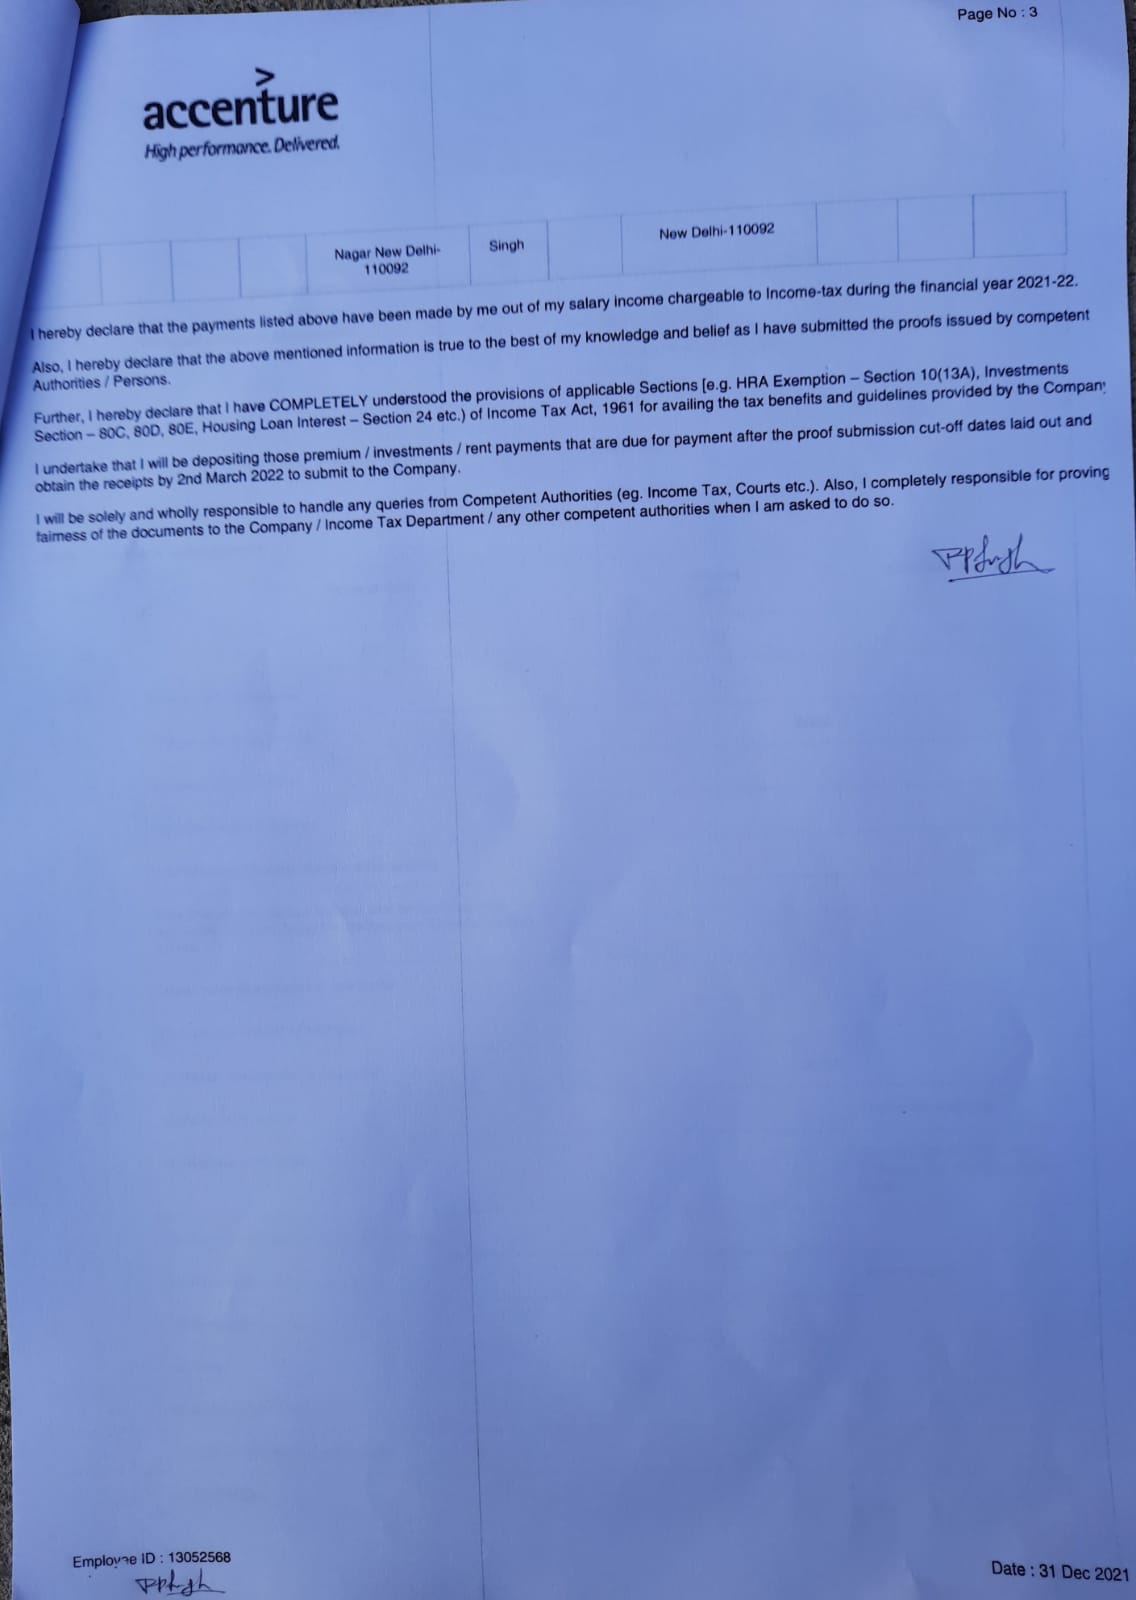 Page No : 3
accenture
High performance. Delivered.
Nagar New Delhi-
110092
Singh
New Delhi-110092
I hereby declare that the payments listed above have been made by me out of my salary income chargeable to Income-tax during the financial year 2021-22.
Also, I hereby declare that the above mentioned information is true to the best of my knowledge and belief as I have submitted the proofs issued by competent
Authorities / Persons.
Further, I hereby declare that I have COMPLETELY understood the provisions of applicable Sections [e.g. HRA Exemption – Section 10(13A), Investments
Section – 80C, 80D, 80E, Housing Loan Interest – Section 24 etc.) of Income Tax Act, 1961 for availing the tax benefits and guidelines provided by the Company
I undertake that I will be depositing those premium / investments / rent payments that are due for payment after the proof submission cut-off dates laid out and
obtain the receipts by 2nd March 2022 to submit to the Company.
I will be solely and wholly responsible to handle any queries from Competent Authorities (eg. Income Tax, Courts etc.). Also, I completely responsible for proving
fairness of the documents to the Company / Income Tax Department / any other competent authorities when I am asked to do so.
PPSingh
Employee ID : 13052568
PPSingh
Date : 31 Dec 2021